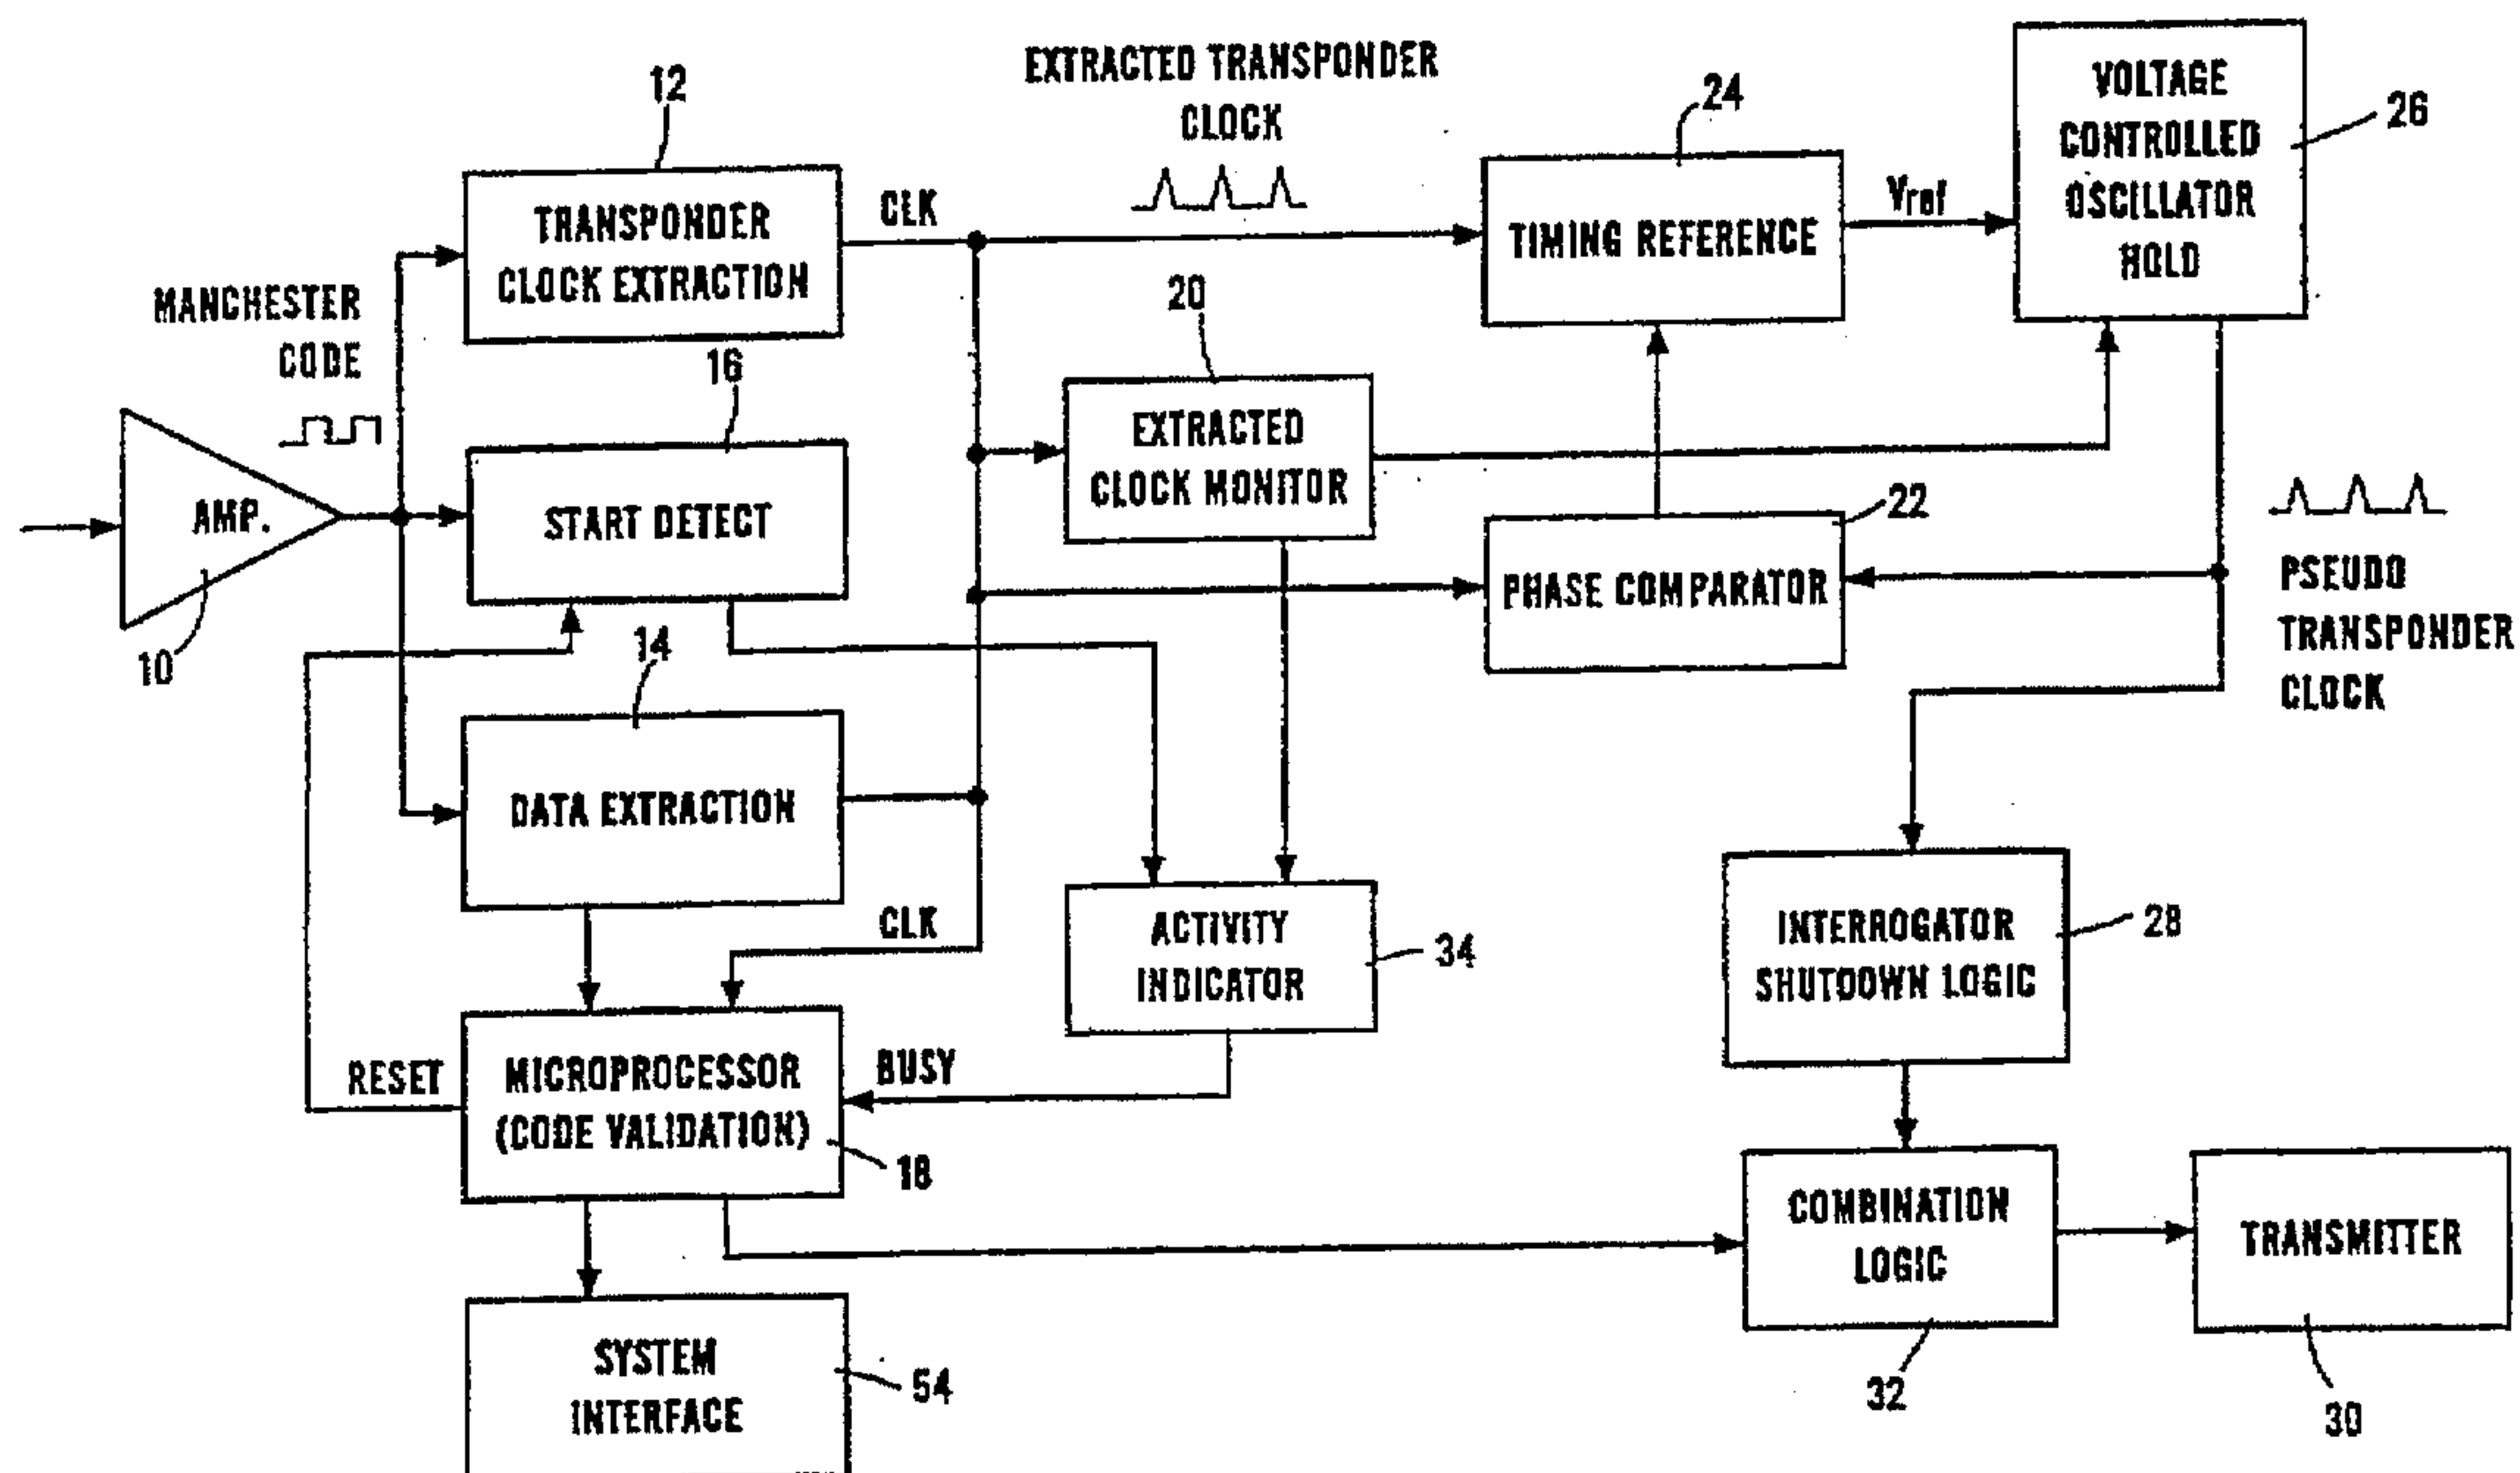 EXTRACTED TRANSPONDER
CLOCK
12
24
VOLTAGE
CONTROLLED
OSCILLATOR
HOLD
26
TRANSPONDER
CLOCK EXTRACTION
CLK
TIMING REFERENCE
Vref
MANCHESTER
CODE
16
20
AMP.
10
START DETECT
EXTRACTED
CLOCK MONITOR
22
PHASE COMPARATOR
PSEUDO
TRANSPONDER
CLOCK
14
DATA EXTRACTION
CLK
ACTIVITY
INDICATOR
34
INTERROGATOR
SHUTDOWN LOGIC
28
RESET
MICROPROCESSOR
(CODE VALIDATION)
BUSY
18
COMBINATION
LOGIC
32
TRANSMITTER
30
SYSTEM
INTERFACE
54